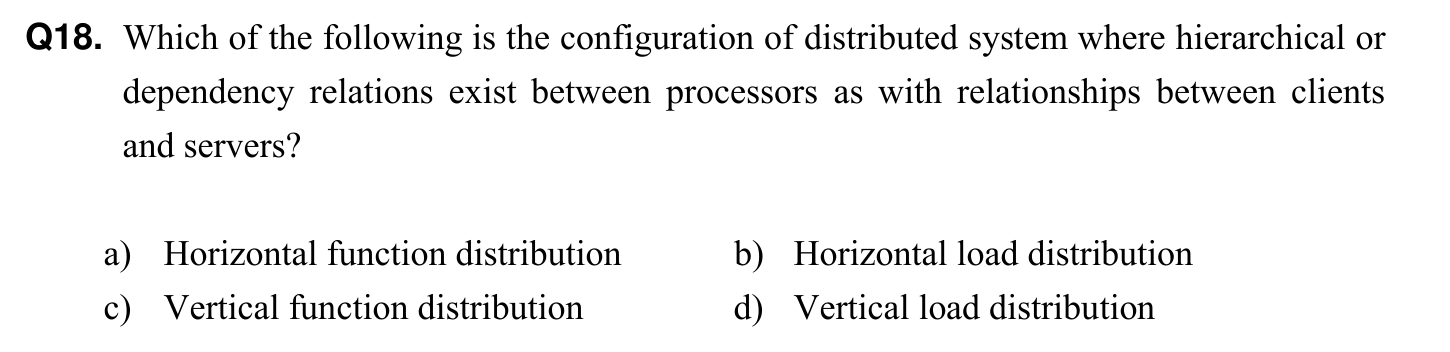 Q18. Which of the following is the configuration of distributed system where hierarchical or
dependency relations exist between processors as with relationships between clients
and servers?
a) Horizontal function distribution b) Horizontal load distribution
c) Vertical function distribution d) Vertical load distribution